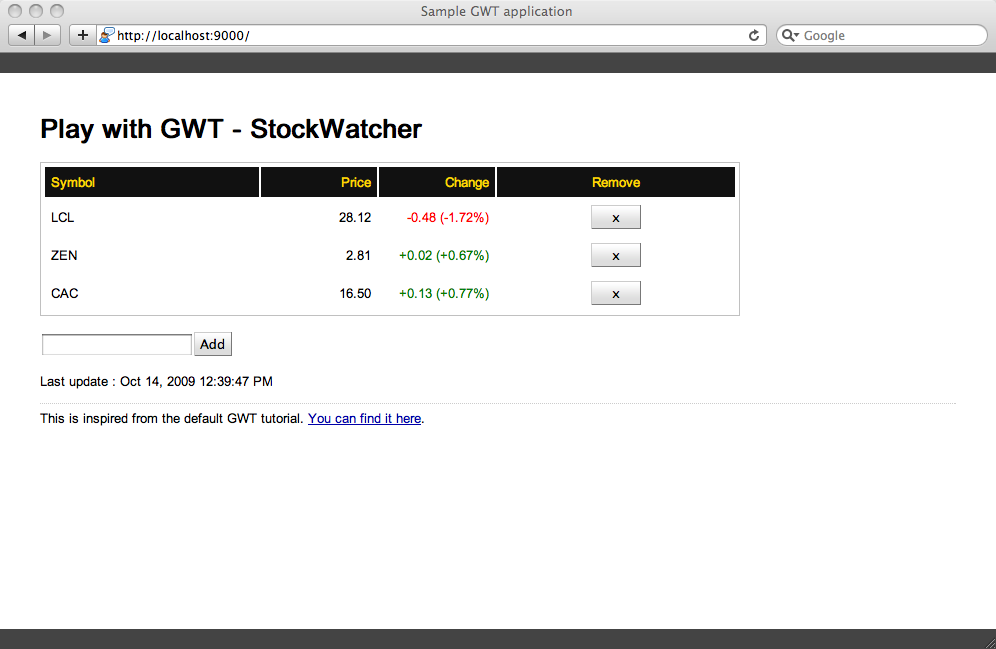 Sample GWT application
http://localhost:9000/
Google
Play with GWT - StockWatcher
Symbol Price Change Remove
LCL 28.12 -0.48 (-1.72%) x
ZEN 2.81 +0.02 (+0.67%) x
CAC 16.50 +0.13 (+0.77%) x
Add
Last update : Oct 14, 2009 12:39:47 PM
This is inspired from the default GWT tutorial. You can find it here.